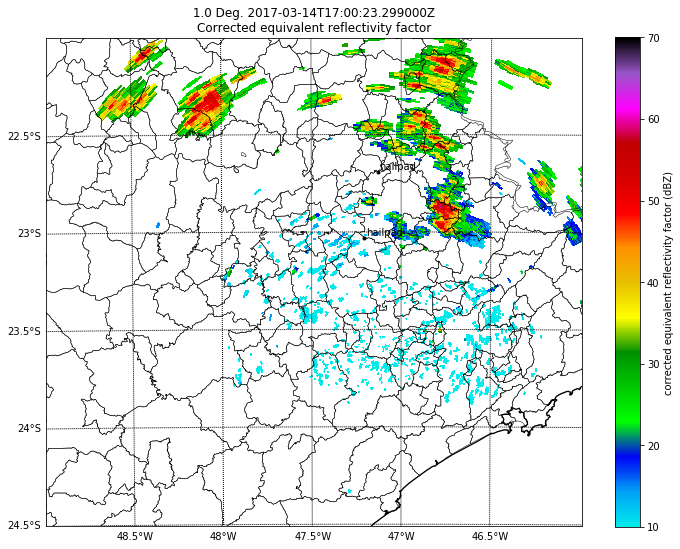 1.0 Deg. 2017-03-14T17:00:23.299000Z
Corrected equivalent reflectivity factor
70
60
50
40
30
20
10
corrected equivalent reflectivity factor (dBZ)
22.5°S
23°S
23.5°S
24°S
24.5°S
hailpad
hailpad
48.5°W
48°W
47.5°W
47°W
46.5°W